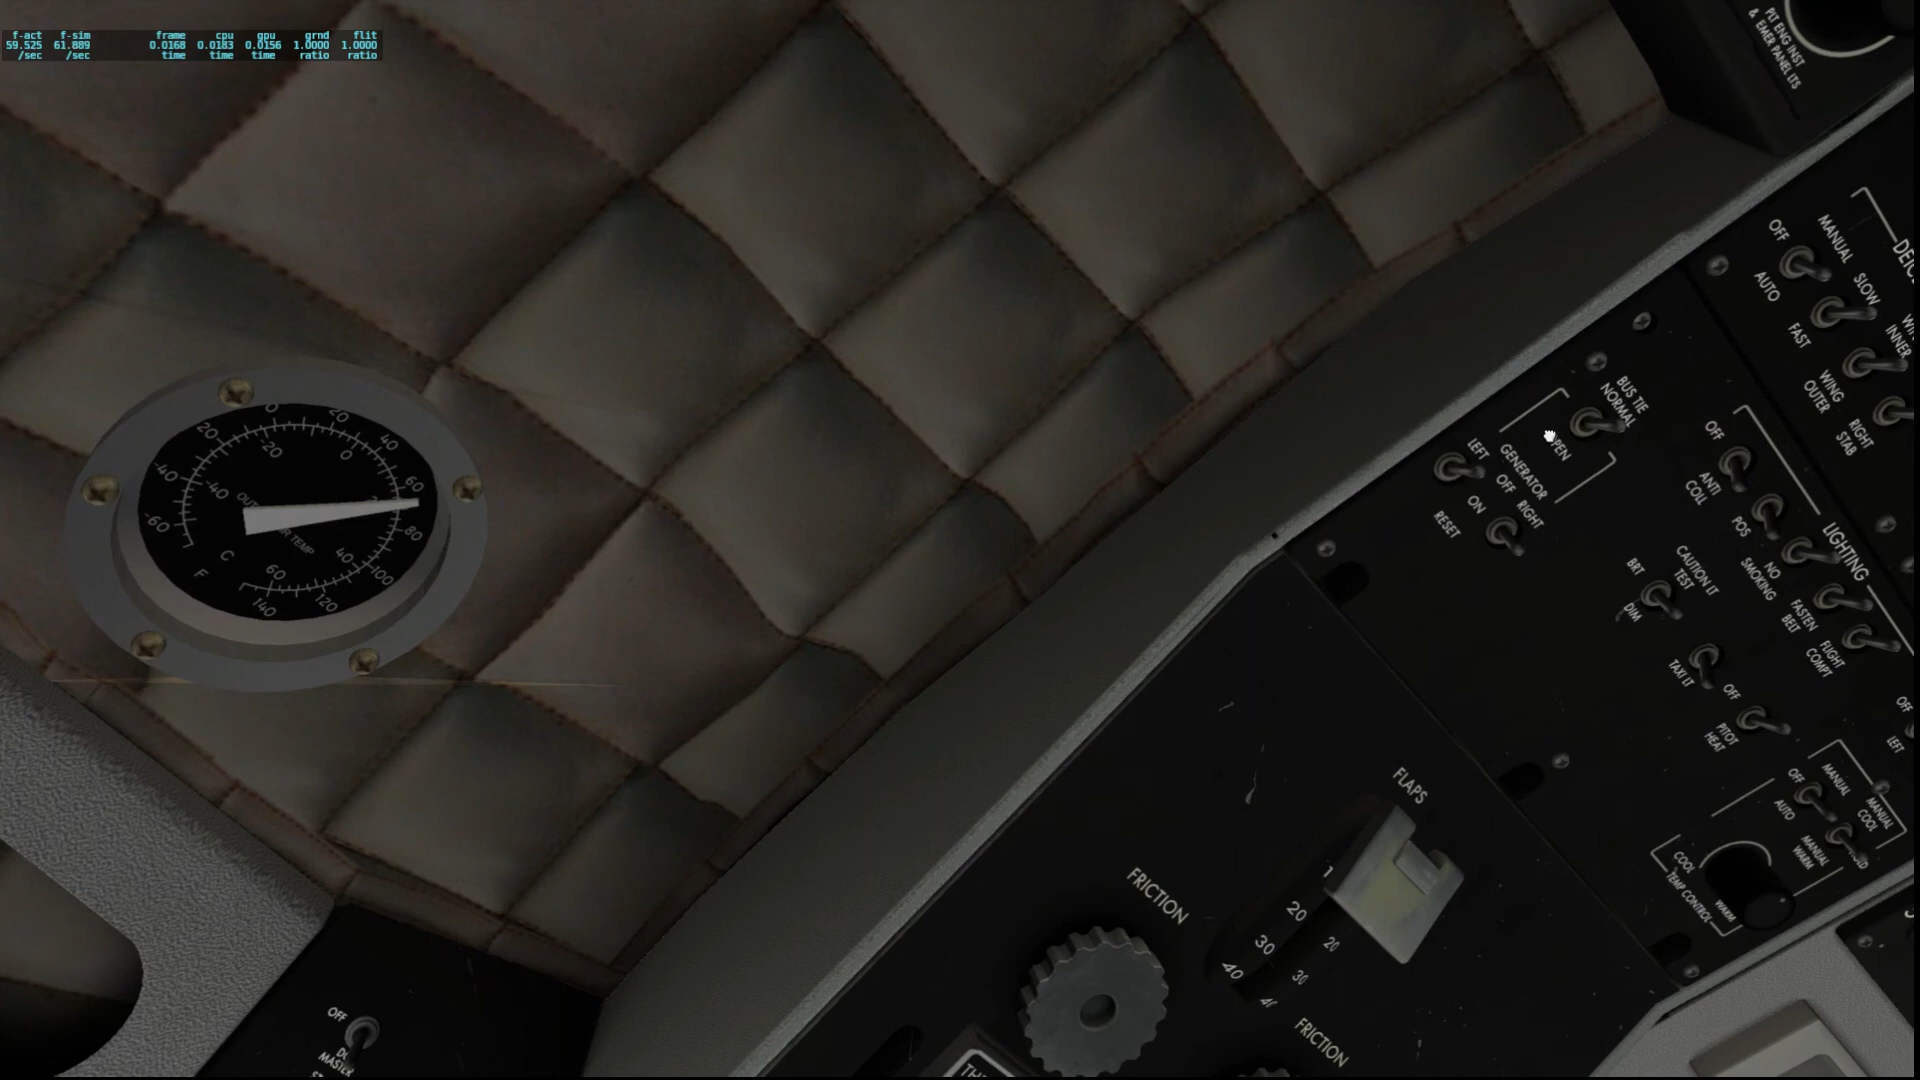 f-act f-sim frame cpu gpu grnd flit
59.525 61.889 0.0168 0.0183 0.0156 1.0000 1.0000
/sec /sec time time time ratio ratio
PLT ENG INST
& EMER PANEL LTS
OFF
MANUAL
AUTO
SLOW
FAST
INNER
WING
OUTER
RIGHT
STAB
BUS TIE
NORMAL
LEFT
GENERATOR
OFF
RIGHT
ON
RESET
OFF
ANTI
COLL
POS
LIGHTING
NO
SMOKING
FASTEN
BELT
FLIGHT
COMPT
CAUTION LT
TEST
BRT
DIM
TAXI LT
OFF
PITOT
HEAT
OFF
LEFT
OFF
MANUAL
AUTO
MANUAL
COOL
MANUAL
WARM
COOL
TEMP CONTROL
WARM
0 20 40 60 80 100 120 140
20 40 60
-20 0
-40
40 60
C
F
FLAPS
1
20
30
40
20
30
FRICTION
FRICTION
OFF